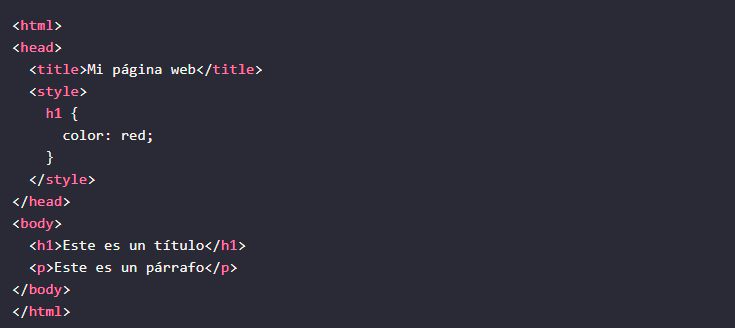 <html>
<head>
  <title>Mi página web</title>
  <style>
    h1 {
      color: red;
    }
  </style>
</head>
<body>
  <h1>Este es un título</h1>
  <p>Este es un párrafo</p>
</body>
</html>